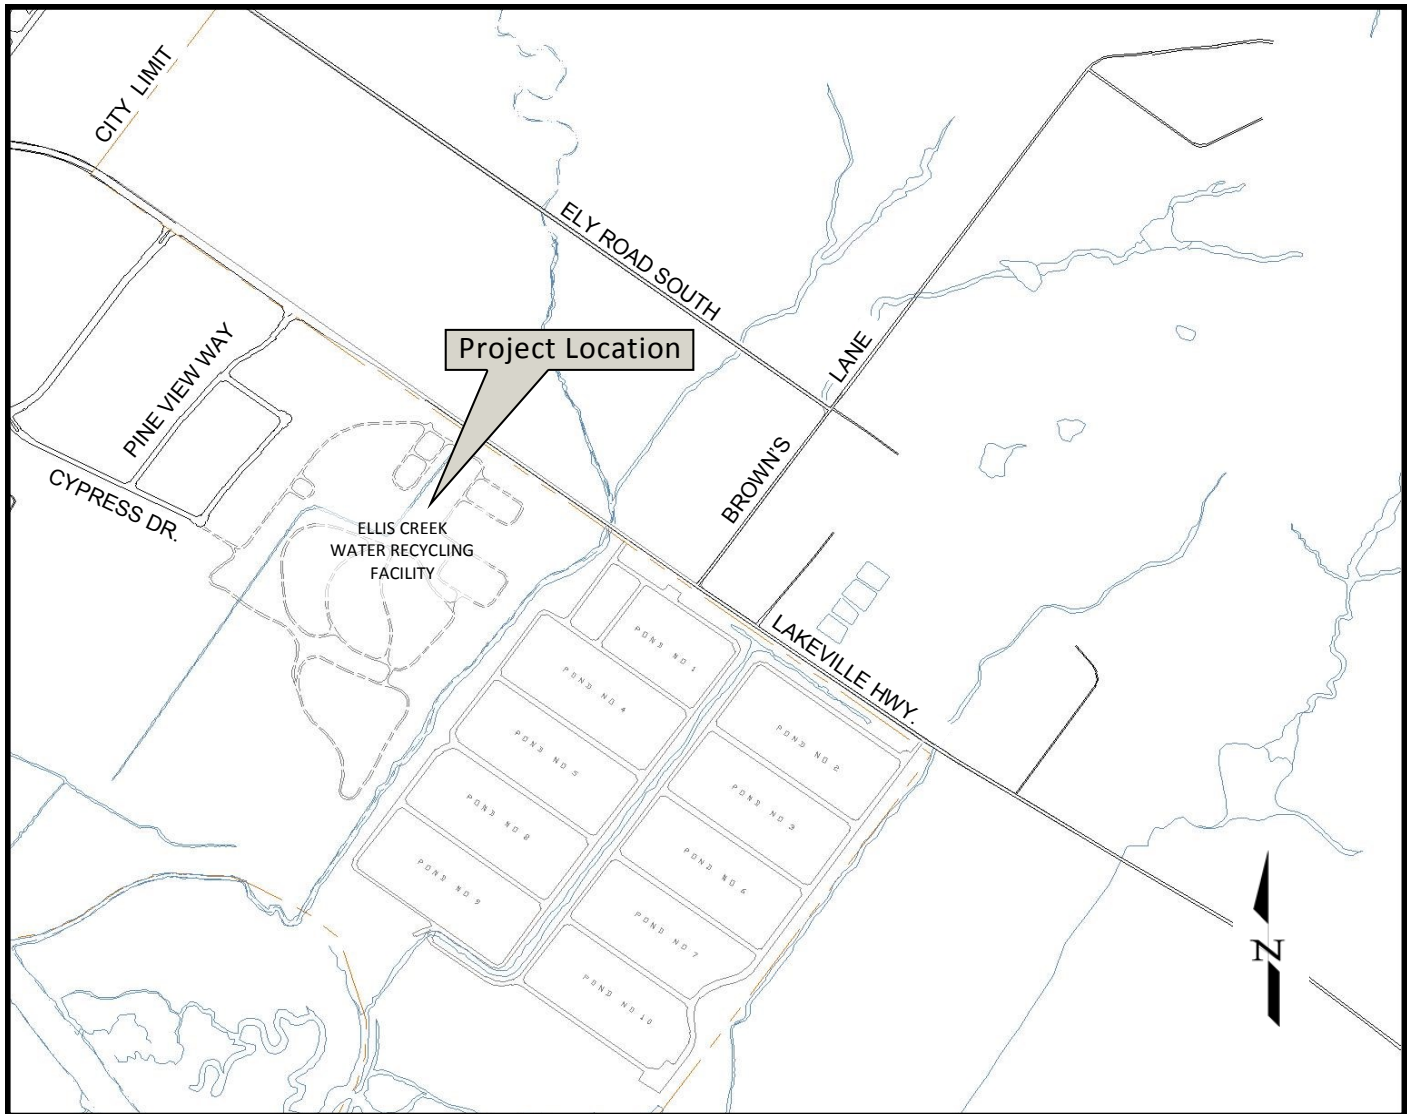 CITY LIMIT
ELY ROAD SOUTH
Project Location
LANE
PINE VIEW WAY
BROWN'S
CYPRESS DR.
ELLIS CREEK
WATER RECYCLING
FACILITY
LAKEVILLE HWY.
POND NO 1
POND NO 4
POND NO 2
POND NO 5
POND NO 3
POND NO 8
POND NO 6
POND NO 9
POND NO 7
POND NO 10
N